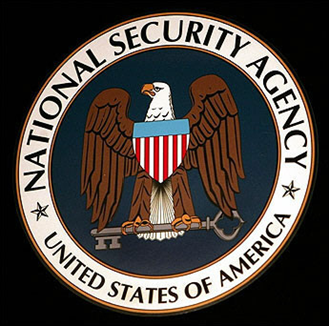 NATIONAL SECURITY AGENCY
UNITED STATES OF AMERICA